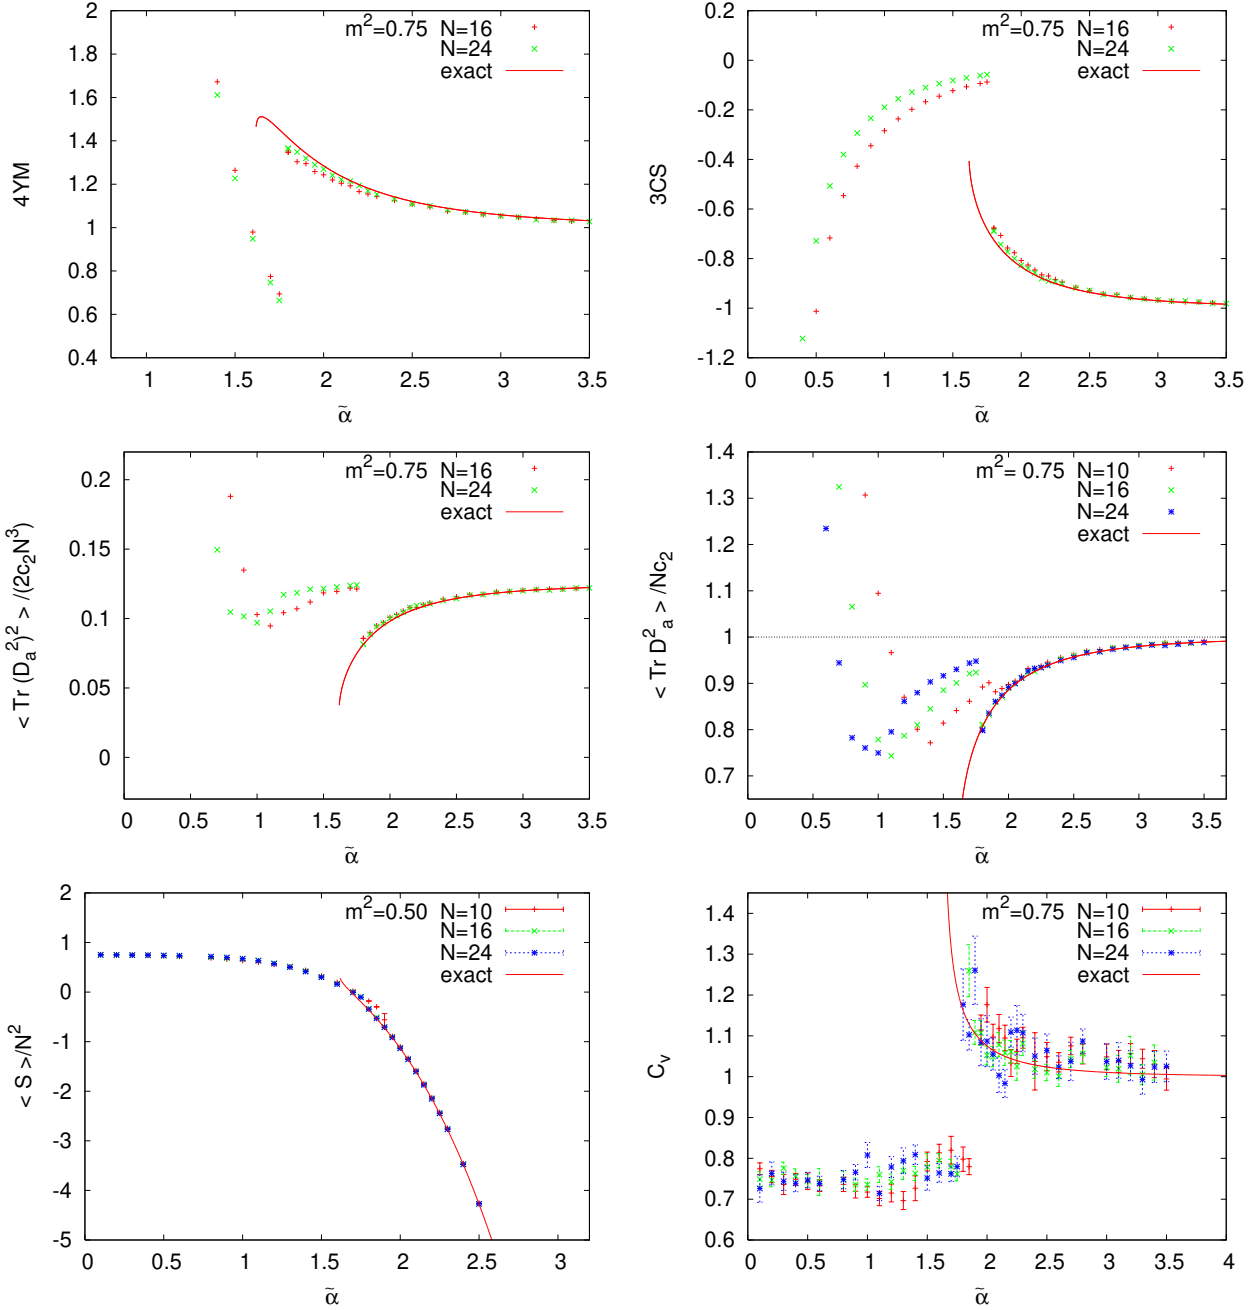 m²=0.75 N=16
N=24
exact
4YM
2
1.8
1.6
1.4
1.2
1
0.8
0.6
0.4
1 1.5 2 2.5 3 3.5
α̃
m²=0.75 N=16
N=24
exact
3CS
0.2
0
-0.2
-0.4
-0.6
-0.8
-1
-1.2
0 0.5 1 1.5 2 2.5 3 3.5
α̃
m²=0.75 N=16
N=24
exact
< Tr (D_a²)² > /(2c₂N³)
0.2
0.15
0.1
0.05
0
0 0.5 1 1.5 2 2.5 3 3.5
α̃
m²= 0.75 N=10
N=16
N=24
exact
< Tr D²_a > /Nc₂
1.4
1.3
1.2
1.1
1
0.9
0.8
0.7
0 0.5 1 1.5 2 2.5 3 3.5
α̃
m²=0.50 N=10
N=16
N=24
exact
< S >/N²
2
1
0
-1
-2
-3
-4
-5
0 0.5 1 1.5 2 2.5 3
α̃
m²=0.75 N=10
N=16
N=24
exact
C_v
1.4
1.3
1.2
1.1
1
0.9
0.8
0.7
0.6
0 0.5 1 1.5 2 2.5 3 3.5 4
α̃